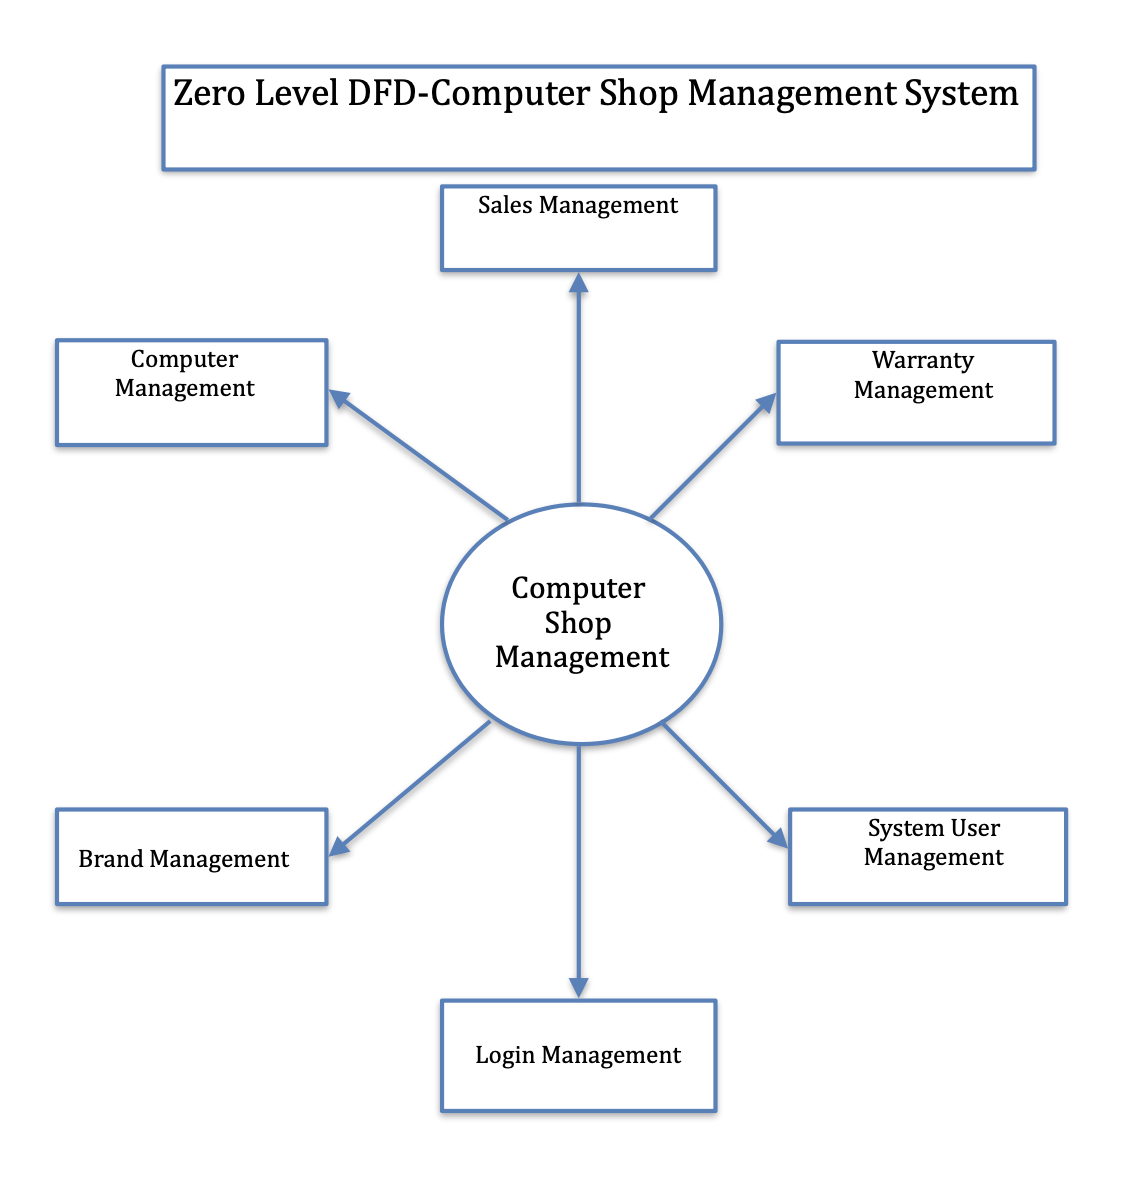 Zero Level DFD-Computer Shop Management System
Sales Management
Computer
Management
Warranty
Management
Computer
Shop
Management
Brand Management
System User
Management
Login Management